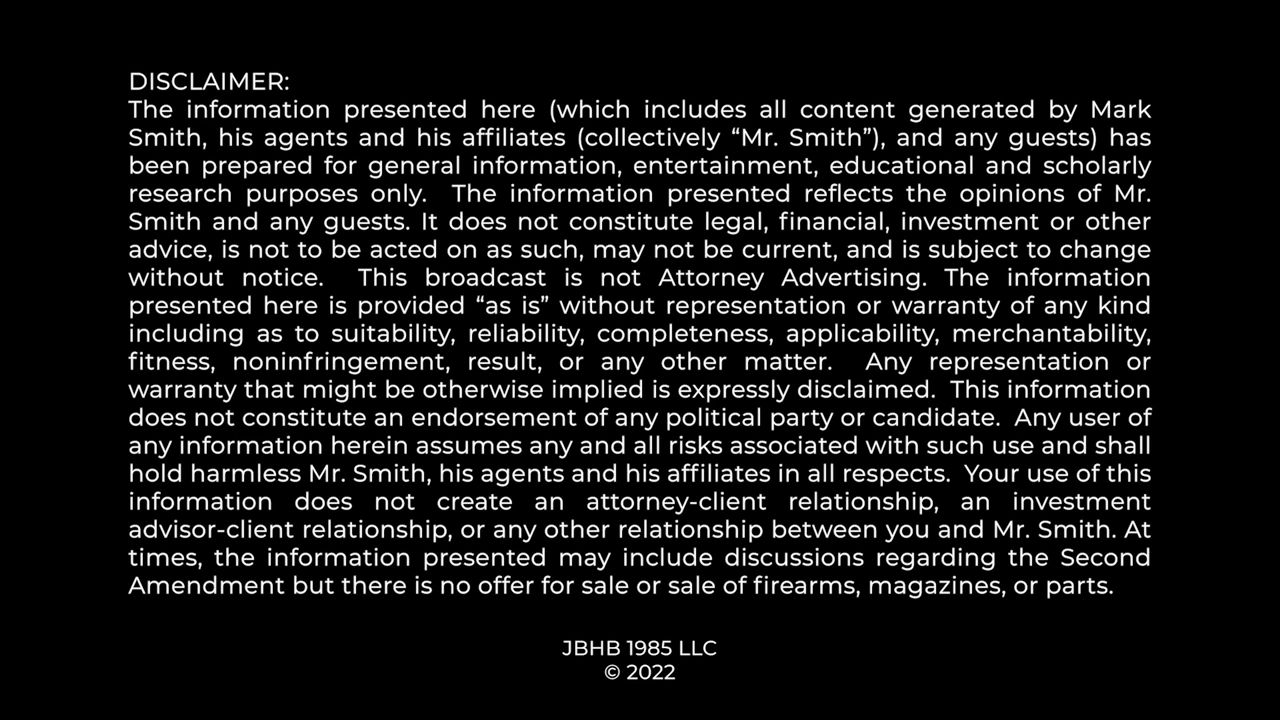 DISCLAIMER:
The information presented here (which includes all content generated by Mark
Smith, his agents and his affiliates (collectively “Mr. Smith”), and any guests) has
been prepared for general information, entertainment, educational and scholarly
research purposes only.  The information presented reflects the opinions of Mr.
Smith and any guests. It does not constitute legal, financial, investment or other
advice, is not to be acted on as such, may not be current, and is subject to change
without notice.  This broadcast is not Attorney Advertising. The information
presented here is provided “as is” without representation or warranty of any kind
including as to suitability, reliability, completeness, applicability, merchantability,
fitness, noninfringement, result, or any other matter.  Any representation or
warranty that might be otherwise implied is expressly disclaimed.  This information
does not constitute an endorsement of any political party or candidate.  Any user of
any information herein assumes any and all risks associated with such use and shall
hold harmless Mr. Smith, his agents and his affiliates in all respects.  Your use of this
information does not create an attorney-client relationship, an investment
advisor-client relationship, or any other relationship between you and Mr. Smith. At
times, the information presented may include discussions regarding the Second
Amendment but there is no offer for sale or sale of firearms, magazines, or parts.
JBHB 1985 LLC
© 2022